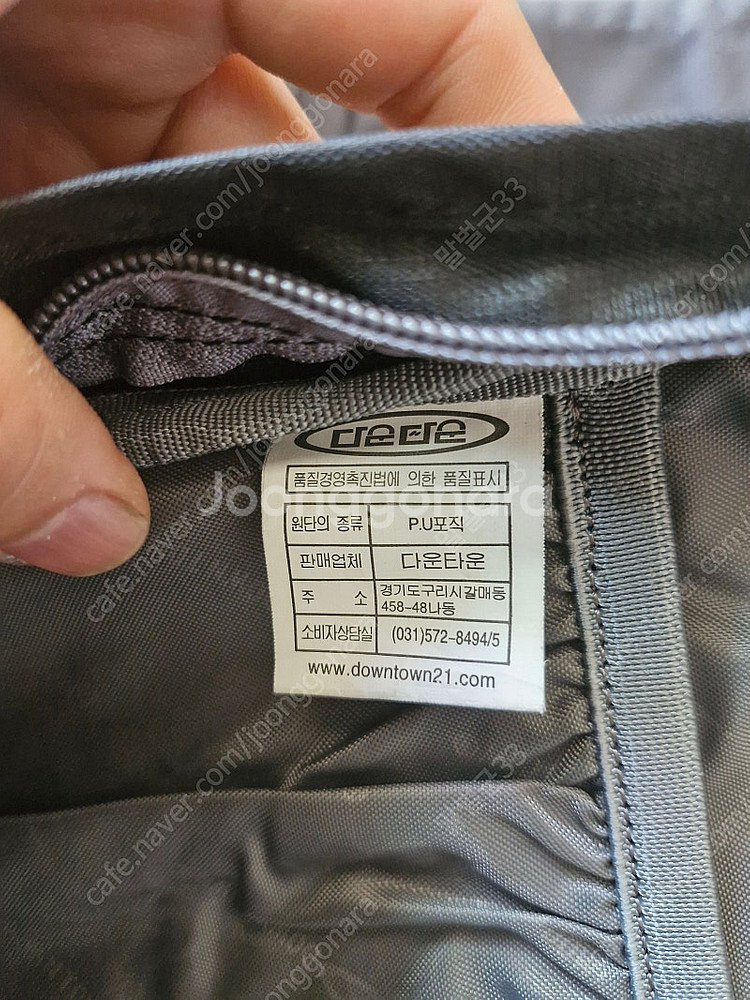 다운타운
품질경영촉진법에 의한 품질표시
원단의 종류 P.U포직
판매업체 다운타운
주 소 경기도구리시갈매동 458-48나동
소비자상담실 (031)572-8494/5
www.downtown21.com
Joonggonara
cafe.naver.com/joonggonara
말벌군33